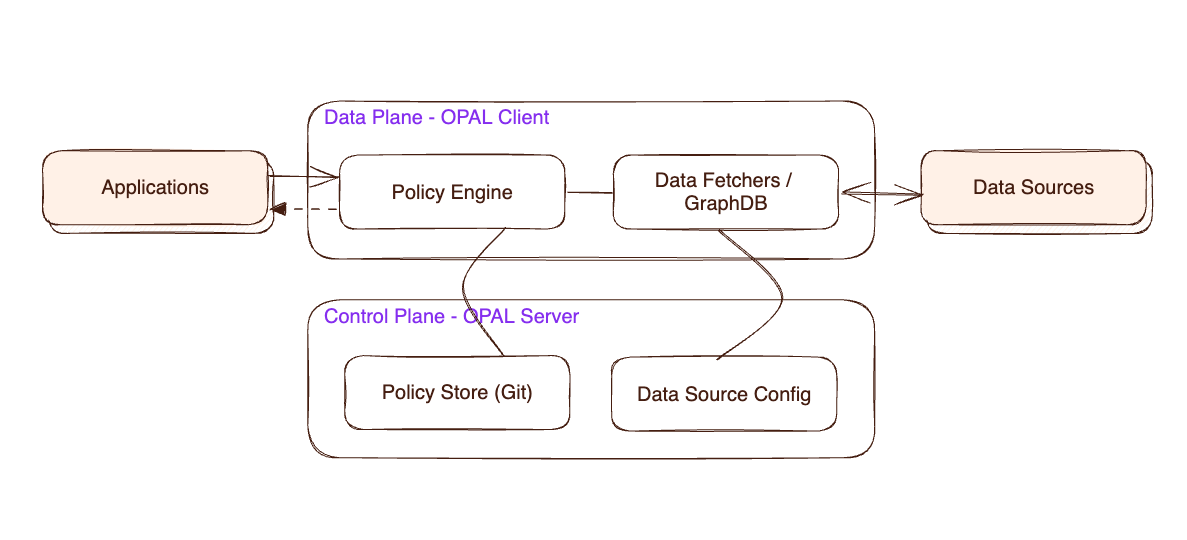 Data Plane - OPAL Client
Applications
Policy Engine
Data Fetchers /
GraphDB
Data Sources
Control Plane - OPAL Server
Policy Store (Git)
Data Source Config